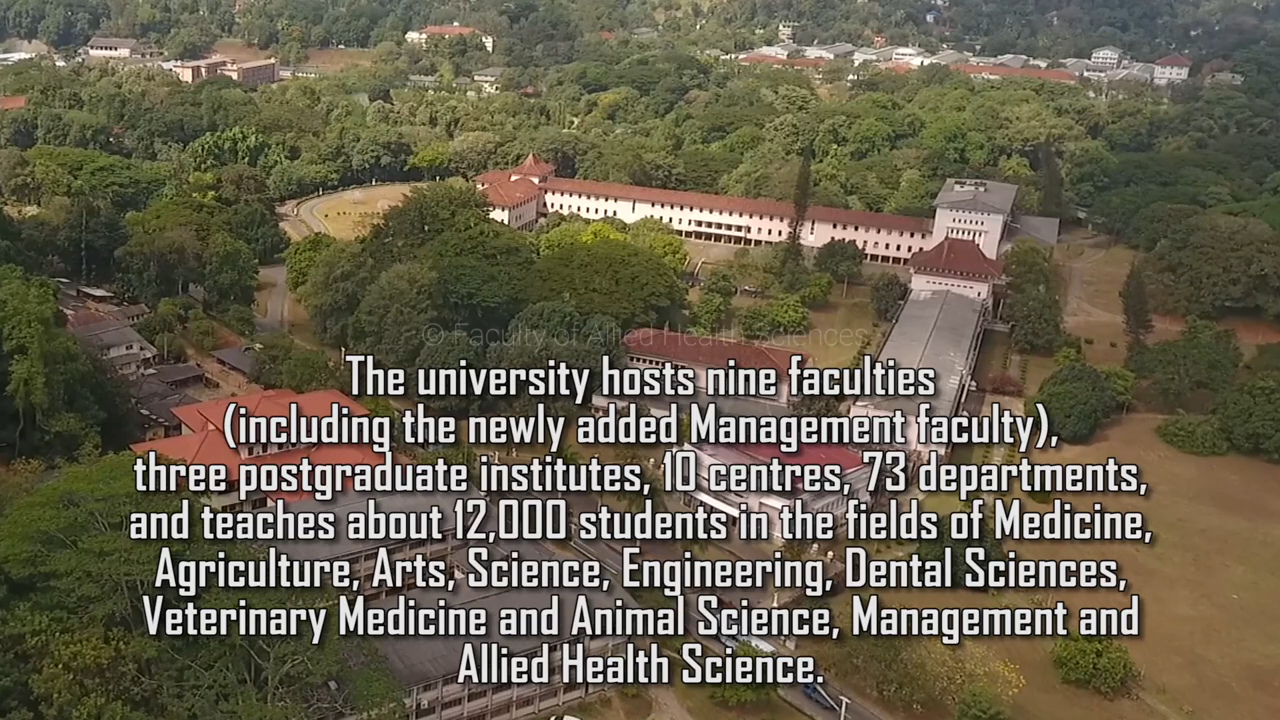 © Faculty of Allied Health Sciences
The university hosts nine faculties
(including the newly added Management faculty),
three postgraduate institutes, 10 centres, 73 departments,
and teaches about 12,000 students in the fields of Medicine,
Agriculture, Arts, Science, Engineering, Dental Sciences,
Veterinary Medicine and Animal Science, Management and
Allied Health Science.